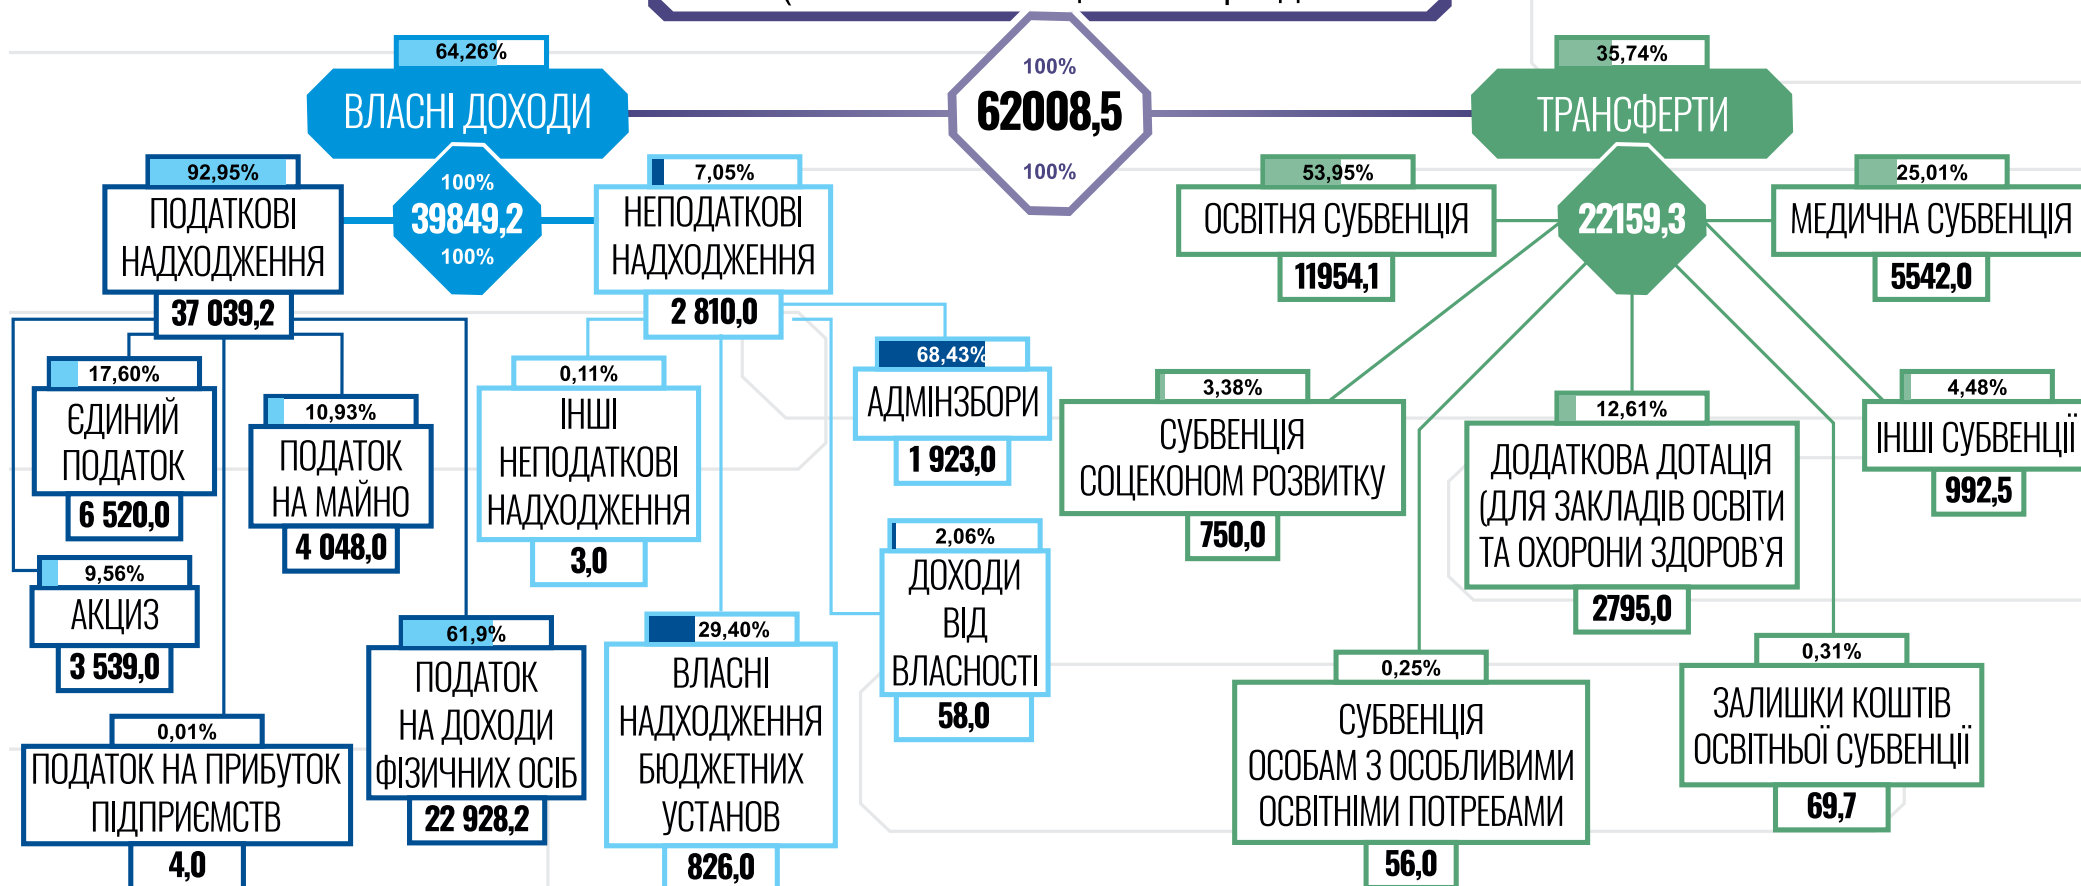 64,26%
ВЛАСНІ ДОХОДИ
100%
62008,5
100%
35,74%
ТРАНСФЕРТИ
92,95%
ПОДАТКОВІ
НАДХОДЖЕННЯ
37 039,2
100%
39849,2
100%
7,05%
НЕПОДАТКОВІ
НАДХОДЖЕННЯ
2 810,0
53,95%
ОСВІТНЯ СУБВЕНЦІЯ
11954,1
22159,3
25,01%
МЕДИЧНА СУБВЕНЦІЯ
5542,0
17,60%
ЄДИНИЙ
ПОДАТОК
6 520,0
10,93%
ПОДАТОК
НА МАЙНО
4 048,0
0,11%
ІНШІ
НЕПОДАТКОВІ
НАДХОДЖЕННЯ
3,0
68,43%
АДМІНЗБОРИ
1 923,0
3,38%
СУБВЕНЦІЯ
СОЦЕКОНОМ РОЗВИТКУ
750,0
12,61%
ДОДАТКОВА ДОТАЦІЯ
(ДЛЯ ЗАКЛАДІВ ОСВІТИ
ТА ОХОРОНИ ЗДОРОВ`Я
2795,0
4,48%
ІНШІ СУБВЕНЦІЇ
992,5
9,56%
АКЦИЗ
3 539,0
61,9%
ПОДАТОК
НА ДОХОДИ
ФІЗИЧНИХ ОСІБ
22 928,2
29,40%
ВЛАСНІ
НАДХОДЖЕННЯ
БЮДЖЕТНИХ
УСТАНОВ
826,0
2,06%
ДОХОДИ
ВІД
ВЛАСНОСТІ
58,0
0,01%
ПОДАТОК НА ПРИБУТОК
ПІДПРИЄМСТВ
4,0
0,25%
СУБВЕНЦІЯ
ОСОБАМ З ОСОБЛИВИМИ
ОСВІТНІМИ ПОТРЕБАМИ
56,0
0,31%
ЗАЛИШКИ КОШТІВ
ОСВІТНЬОЇ СУБВЕНЦІЇ
69,7